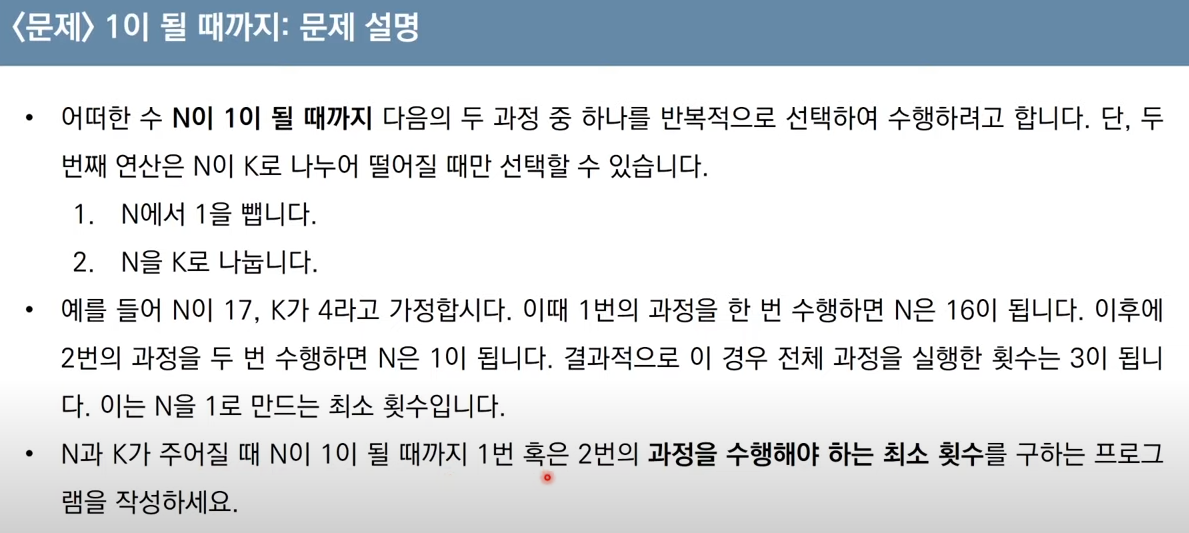 <문제> 1이 될 때까지: 문제 설명
• 어떠한 수 N이 1이 될 때까지 다음의 두 과정 중 하나를 반복적으로 선택하여 수행하려고 합니다. 단, 두
번째 연산은 N이 K로 나누어 떨어질 때만 선택할 수 있습니다.
1. N에서 1을 뺍니다.
2. N을 K로 나눕니다.
• 예를 들어 N이 17, K가 4라고 가정합시다. 이때 1번의 과정을 한 번 수행하면 N은 16이 됩니다. 이후에
2번의 과정을 두 번 수행하면 N은 1이 됩니다. 결과적으로 이 경우 전체 과정을 실행한 횟수는 3이 됩니
다. 이는 N을 1로 만드는 최소 횟수입니다.
• N과 K가 주어질 때 N이 1이 될 때까지 1번 혹은 2번의 과정을 수행해야 하는 최소 횟수를 구하는 프로그
램을 작성하세요.